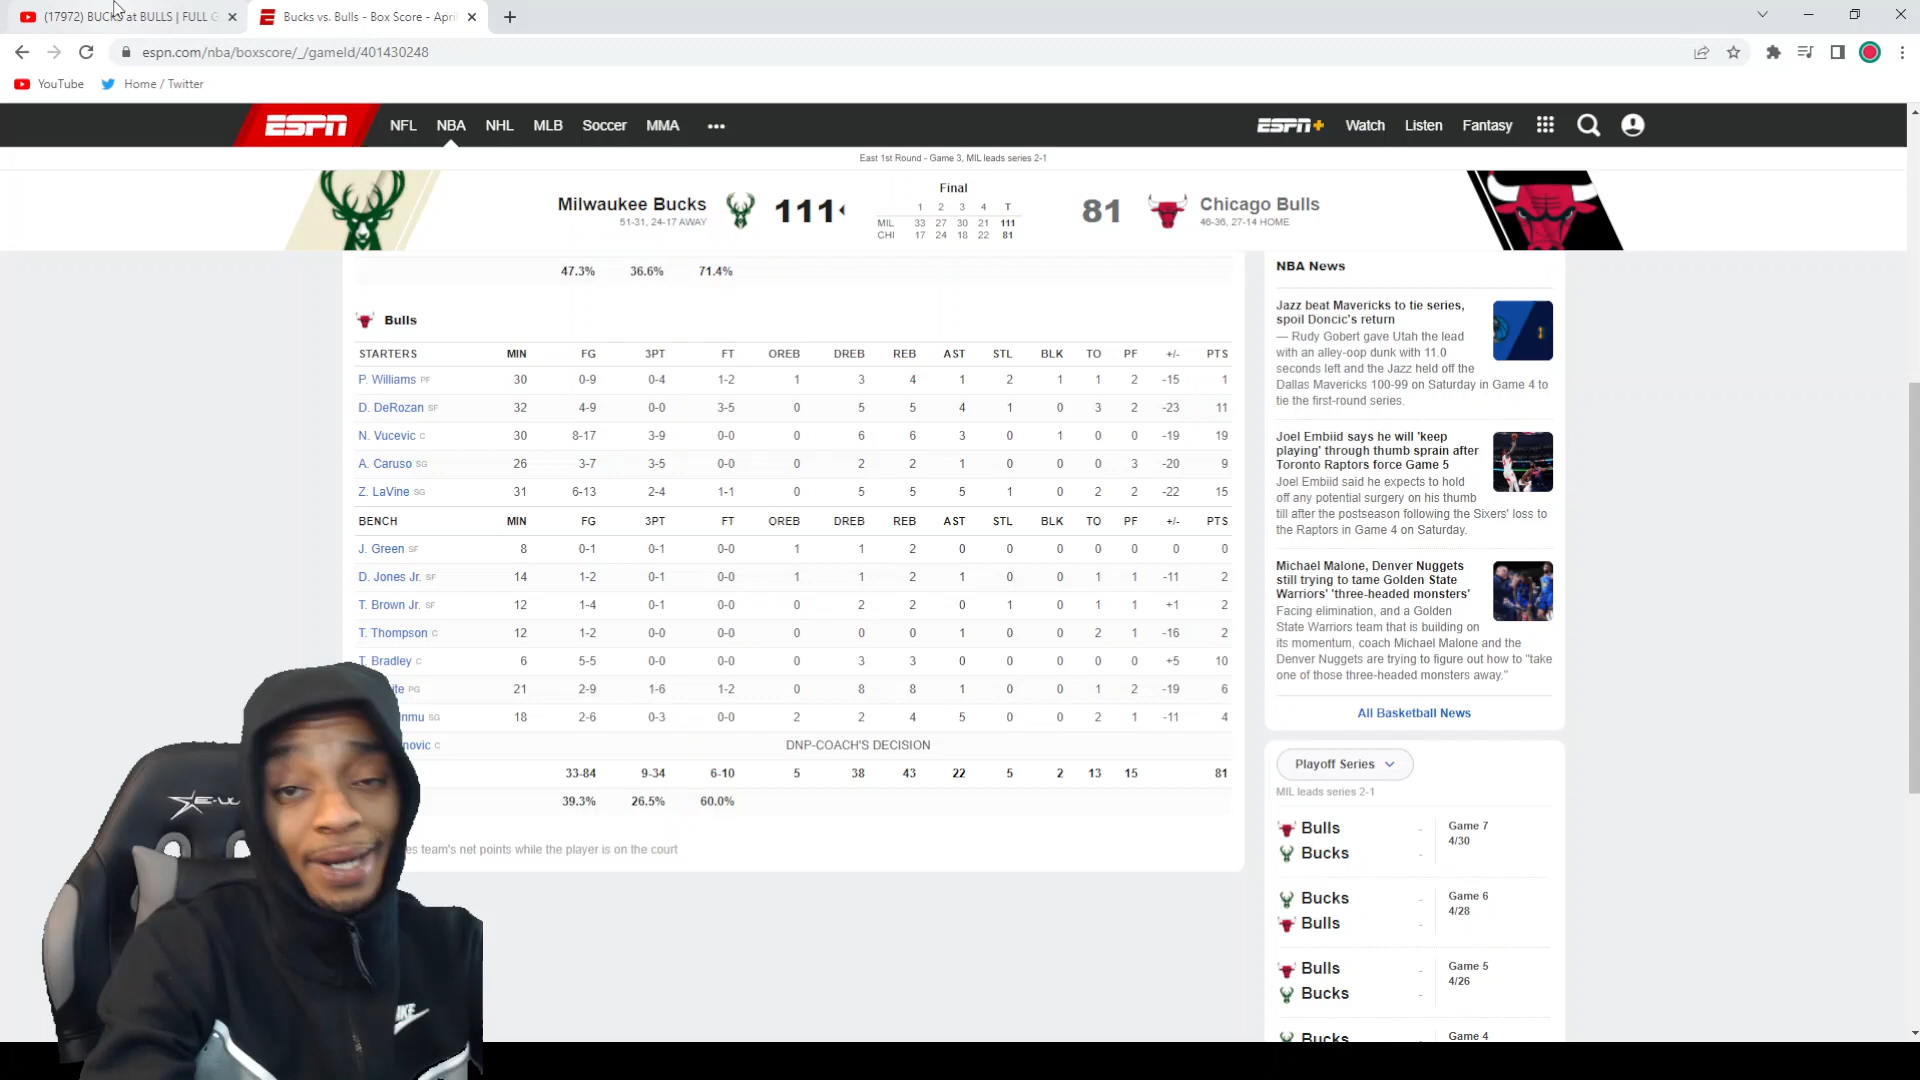 (17972) BUCKS at BULLS | FULL G
Bucks vs. Bulls - Box Score - April
espn.com/nba/boxscore/_/gameId/401430248
YouTube
Home / Twitter
ESPN NFL NBA NHL MLB Soccer MMA
ESPN+ Watch Listen Fantasy
East 1st Round - Game 3, MIL leads series 2-1
Milwaukee Bucks
51-31, 24-17 AWAY
111
Final
1 2 3 4 T
MIL 33 27 30 21 111
CHI 17 24 18 22 81
81
Chicago Bulls
46-36, 27-14 HOME
47.3% 36.6% 71.4%
Bulls
STARTERS MIN FG 3PT FT OREB DREB REB AST STL BLK TO PF +/- PTS
P. Williams PF 30 0-9 0-4 1-2 1 3 4 1 2 1 1 2 -15 1
D. DeRozan SF 32 4-9 0-0 3-5 0 5 5 4 1 0 3 2 -23 11
N. Vucevic C 30 8-17 3-9 0-0 0 6 6 3 0 1 0 0 -19 19
A. Caruso SG 26 3-7 3-5 0-0 0 2 2 1 0 0 0 3 -20 9
Z. LaVine SG 31 6-13 2-4 1-1 0 5 5 5 1 0 2 2 -22 15
BENCH MIN FG 3PT FT OREB DREB REB AST STL BLK TO PF +/- PTS
J. Green SF 8 0-1 0-1 0-0 1 1 2 0 0 0 0 0 0 0
D. Jones Jr. SF 14 1-2 0-1 0-0 1 1 2 1 0 0 1 1 -11 2
T. Brown Jr. SF 12 1-4 0-1 0-0 0 2 2 0 1 0 1 1 +1 2
T. Thompson C 12 1-2 0-0 0-0 0 0 0 1 0 0 2 1 -16 2
T. Bradley C 6 5-5 0-0 0-0 0 3 3 0 0 0 0 0 +5 10
ite PG 21 2-9 1-6 1-2 0 8 8 1 0 0 1 2 -19 6
nmu SG 18 2-6 0-3 0-0 2 2 4 5 0 0 2 1 -11 4
novic C DNP-COACH'S DECISION
33-84 9-34 6-10 5 38 43 22 5 2 13 15 81
39.3% 26.5% 60.0%
es team's net points while the player is on the court
NBA News
Jazz beat Mavericks to tie series,
spoil Doncic's return
— Rudy Gobert gave Utah the lead
with an alley-oop dunk with 11.0
seconds left and the Jazz held off the
Dallas Mavericks 100-99 on Saturday in Game 4 to
tie the first-round series.
Joel Embiid says he will 'keep
playing' through thumb sprain after
Toronto Raptors force Game 5
Joel Embiid said he expects to hold
off any potential surgery on his thumb
till after the postseason following the Sixers' loss to
the Raptors in Game 4 on Saturday.
Michael Malone, Denver Nuggets
still trying to tame Golden State
Warriors' 'three-headed monsters'
Facing elimination, and a Golden
State Warriors team that is building on
its momentum, coach Michael Malone and the
Denver Nuggets are trying to figure out how to "take
one of those three-headed monsters away."
All Basketball News
Playoff Series
MIL leads series 2-1
Bulls - Game 7
Bucks - 4/30
Bucks - Game 6
Bulls - 4/28
Bulls - Game 5
Bucks - 4/26
Bucks - Game 4